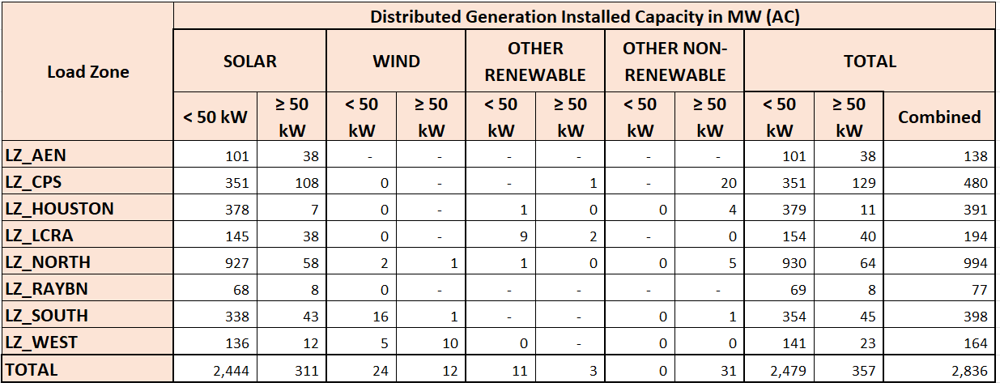 Distributed Generation Installed Capacity in MW (AC)
Load Zone SOLAR WIND OTHER RENEWABLE OTHER NON-RENEWABLE TOTAL
< 50 kW ≥ 50 kW < 50 kW ≥ 50 kW < 50 kW ≥ 50 kW < 50 kW ≥ 50 kW < 50 kW ≥ 50 kW Combined
LZ_AEN 101 38 - - - - - - 101 38 138
LZ_CPS 351 108 0 - - 1 - 20 351 129 480
LZ_HOUSTON 378 7 0 - 1 0 0 4 379 11 391
LZ_LCRA 145 38 0 - 9 2 - 0 154 40 194
LZ_NORTH 927 58 2 1 1 0 0 5 930 64 994
LZ_RAYBN 68 8 0 - - - - - 69 8 77
LZ_SOUTH 338 43 16 1 - - 0 1 354 45 398
LZ_WEST 136 12 5 10 0 - 0 0 141 23 164
TOTAL 2,444 311 24 12 11 3 0 31 2,479 357 2,836